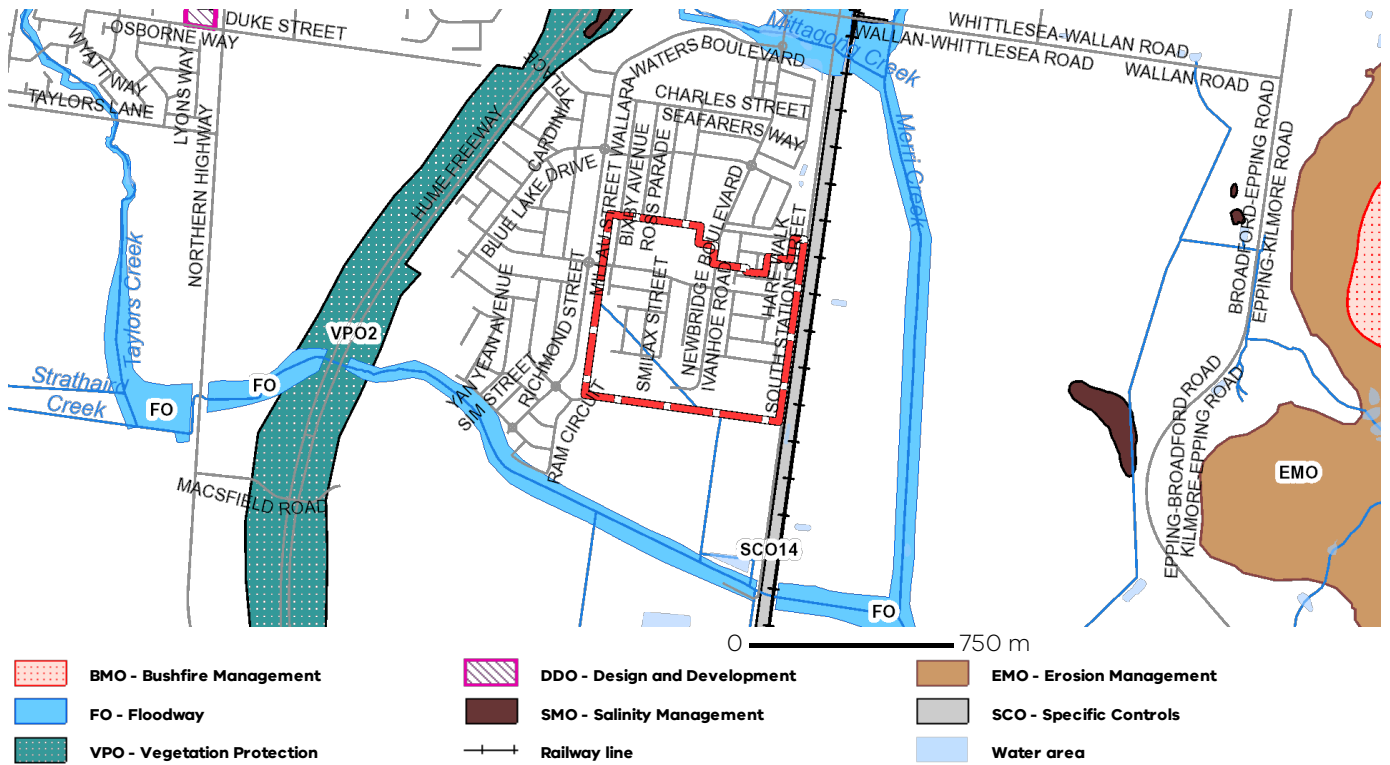 DUKE STREET
OSBORNE WAY
WYATT WAY
TAYLORS LANE
LYONSWAY
NORTHERN HIGHWAY
Taylors Creek
Strathaird
Creek
FO
FO
VPO2
MACSFIELD ROAD
HUME FREEWAY
CARDINIA PLACE
BLUE LAKE DRIVE
WALLARA WATERS BOULEVARD
Mittagong Creek
CHARLES STREET
SEAFARERS WAY
MILLAH STREET
BIXBY AVENUE
ROSS PARADE
NEWBRIDGE BOULEVARD
IVANHOE ROAD
SMILAX STREET
HARE WALK
SOUTH STATION STREET
YAN YEAN AVENUE
SIM STREET
RICHMOND STREET
RAM CIRCUIT
SCO14
FO
Merri Creek
WHITTLESEA-WALLAN ROAD
WALLAN-WHITTLESEA ROAD
WALLAN ROAD
BROADFORD-EPPING ROAD
EPPING-KILMORE ROAD
EPPING-BROADFORD ROAD
KILMORE-EPPING ROAD
EMO
0 750 m
BMO - Bushfire Management
FO - Floodway
VPO - Vegetation Protection
DDO - Design and Development
SMO - Salinity Management
Railway line
EMO - Erosion Management
SCO - Specific Controls
Water area